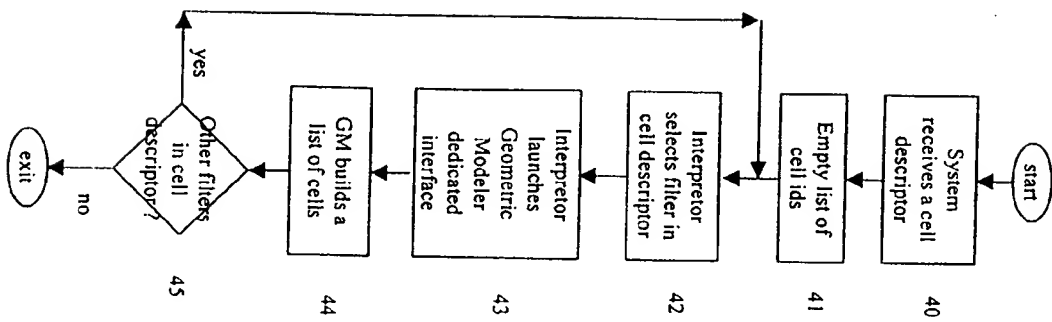 start
System
receives a cell
descriptor
40
Empty list of
cell ids
41
Interpretor
selects filter in
cell descriptor
42
Interpretor
launches
Geometric
Modeler
dedicated
interface
43
GM builds a
list of cells
44
Other filters
in cell
descriptor ?
45
yes
no
exit